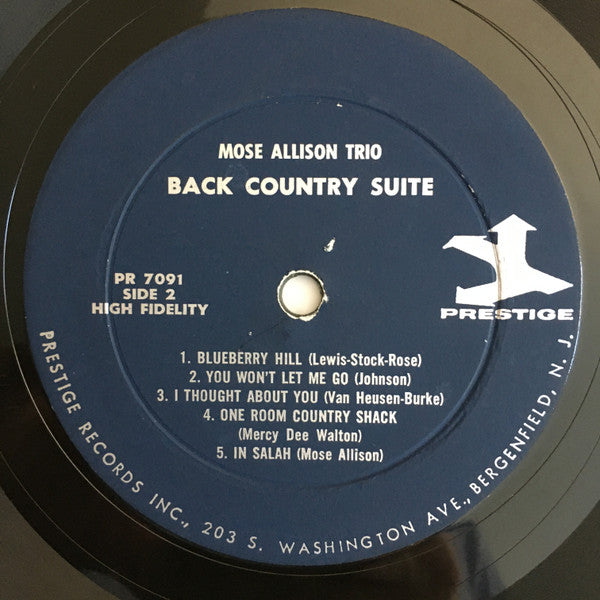 MOSE ALLISON TRIO
BACK COUNTRY SUITE
PR 7091
SIDE 2
HIGH FIDELITY
PRESTIGE
1. BLUEBERRY HILL (Lewis-Stock-Rose)
2. YOU WON'T LET ME GO (Johnson)
3. I THOUGHT ABOUT YOU (Van Heusen-Burke)
4. ONE ROOM COUNTRY SHACK
(Mercy Dee Walton)
5. IN SALAH (Mose Allison)
PRESTIGE RECORDS INC., 203 S. WASHINGTON AVE., BERGENFIELD, N. J.